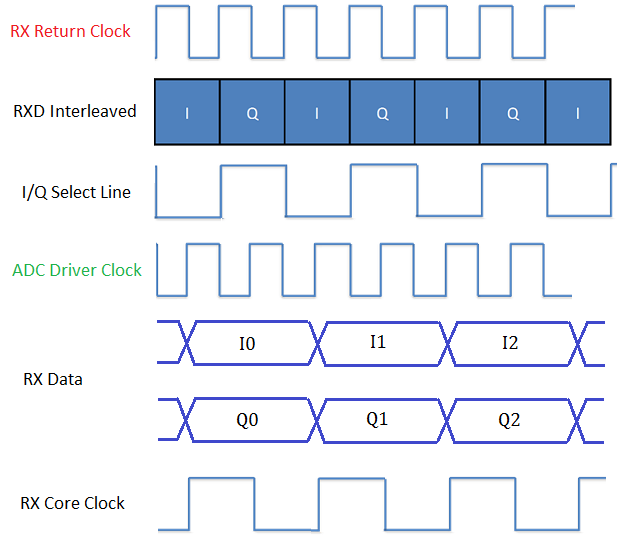 RX Return Clock
RXD Interleaved
I Q I Q I Q I
I/Q Select Line
ADC Driver Clock
I0 I1 I2
RX Data
Q0 Q1 Q2
RX Core Clock